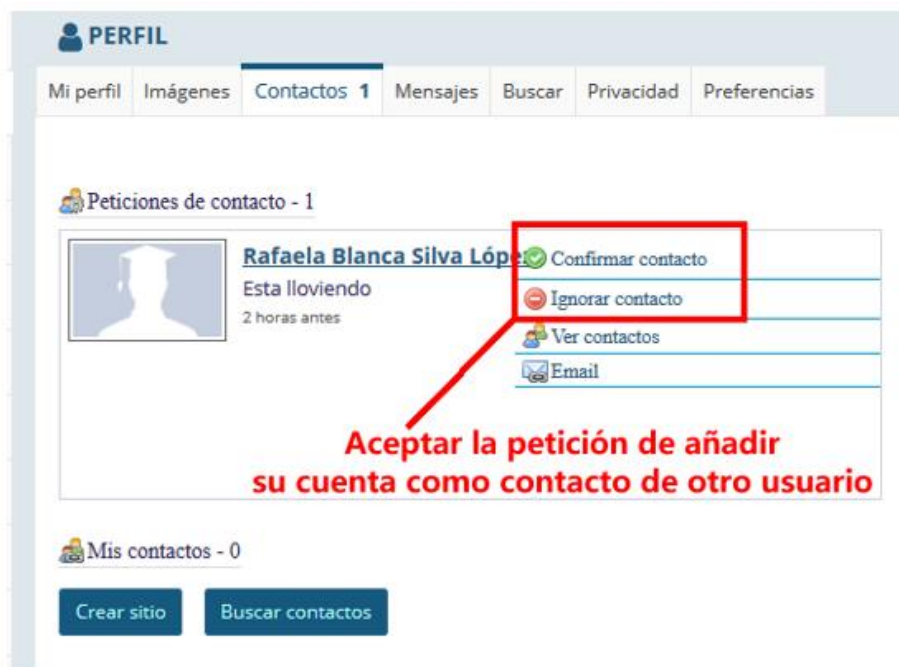 PERFIL
Mi perfil Imágenes Contactos 1 Mensajes Buscar Privacidad Preferencias
Peticiones de contacto - 1
Rafaela Blanca Silva Lópe
Confirmar contacto
Esta lloviendo
Ignorar contacto
2 horas antes
Ver contactos
Email
Aceptar la petición de añadir
su cuenta como contacto de otro usuario
Mis contactos - 0
Crear sitio Buscar contactos